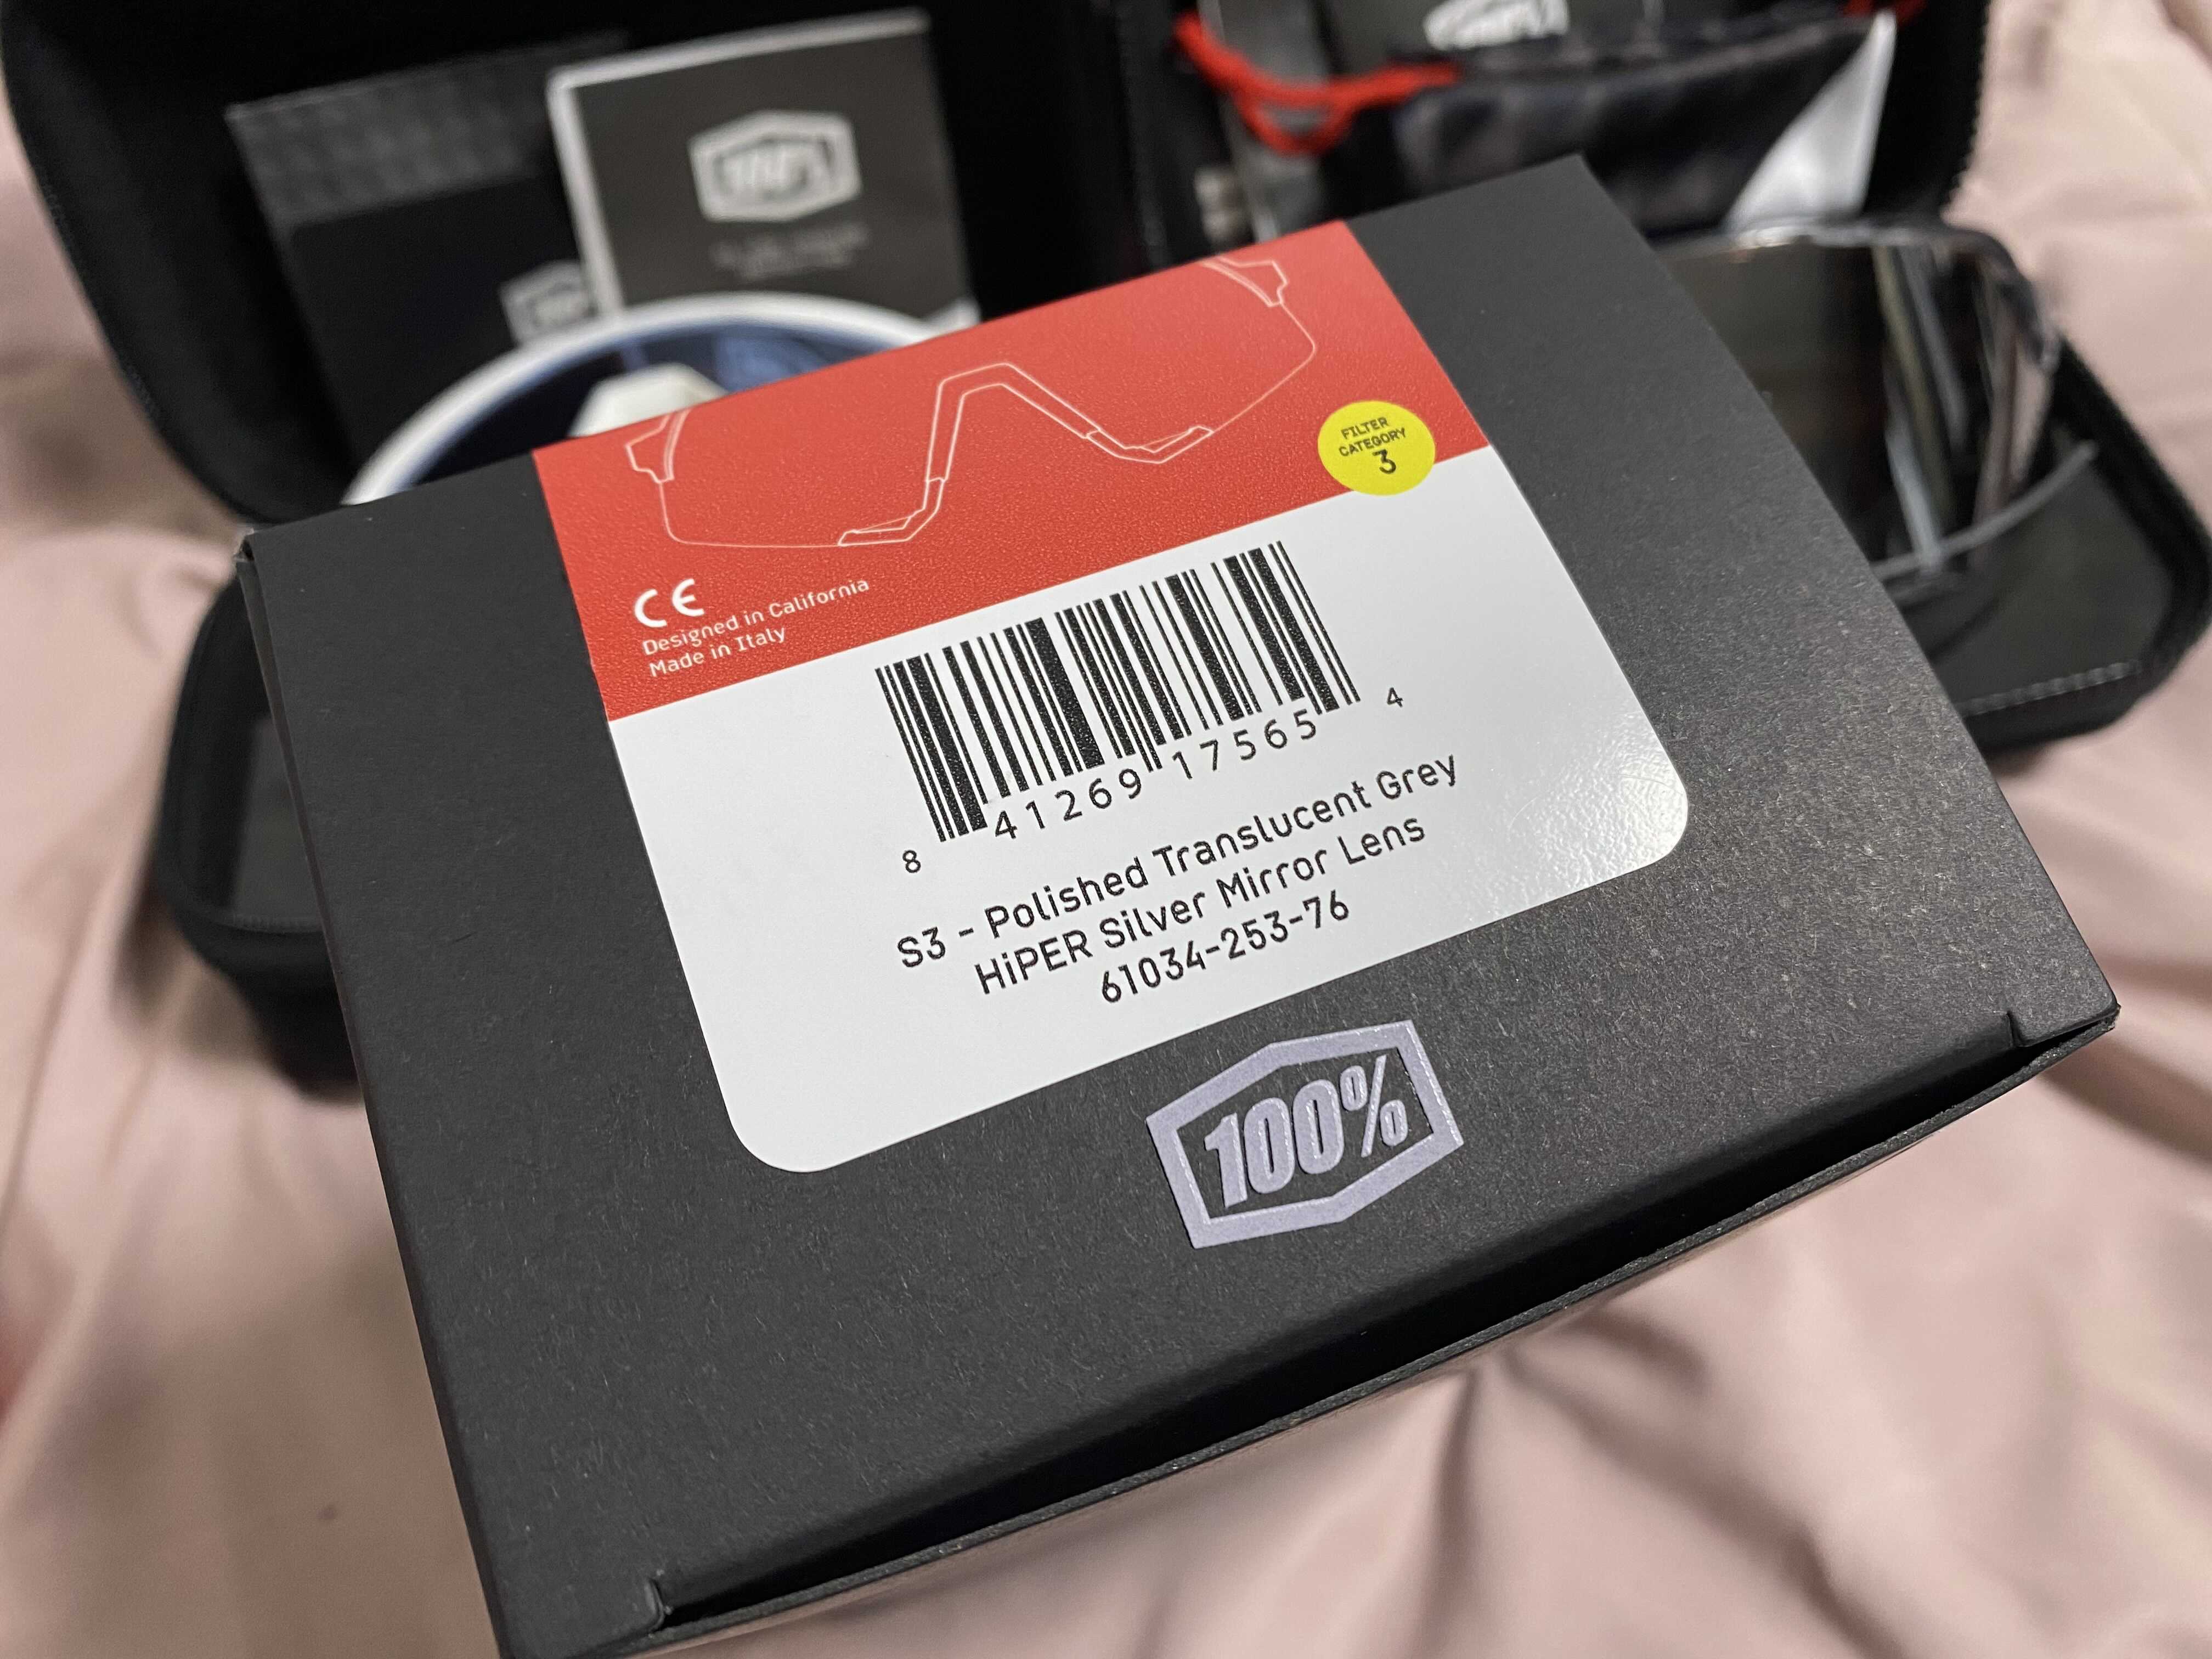 100%
FILTER
CATEGORY
3
CE
Designed in California
Made in Italy
8 41269 17565 4
S3 - Polished Translucent Grey
HiPER Silver Mirror Lens
61034-253-76
100%